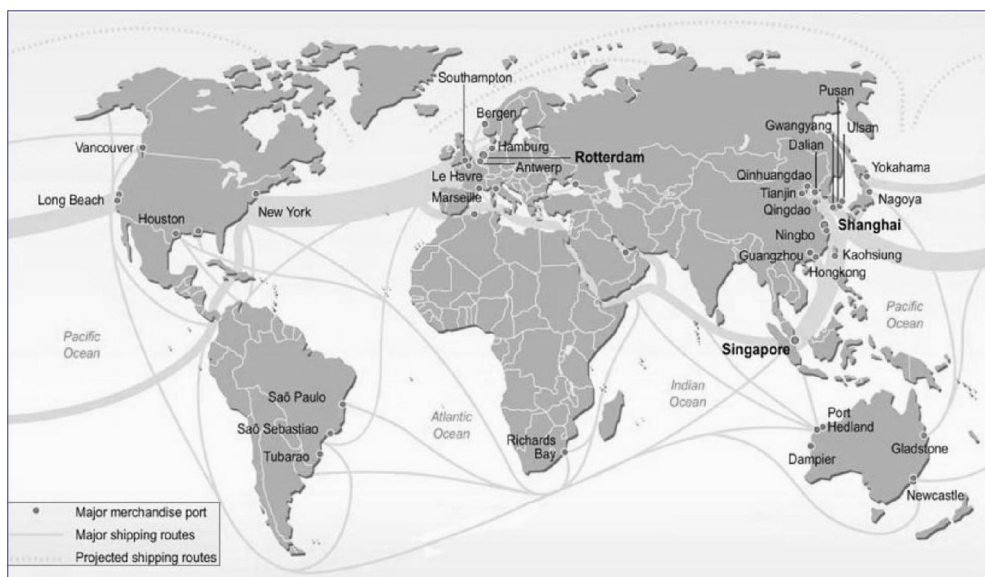 Southampton
Bergen
Hamburg
Rotterdam
Antwerp
Le Havre
Marseille
Vancouver
Long Beach
Houston
New York
Pusan
Gwangyang
Ulsan
Dalian
Qinhuangdao
Yokahama
Tianjin
Nagoya
Qingdao
Shanghai
Ningbo
Guangzhou
Kaohsiung
Hongkong
Pacific
Ocean
Pacific
Ocean
Singapore
Saõ Paulo
Atlantic
Ocean
Indian
Ocean
Saõ Sebastiao
Tubarao
Richards
Bay
Port
Hedland
Dampier
Gladstone
Newcastle
Major merchandise port
Major shipping routes
Projected shipping routes